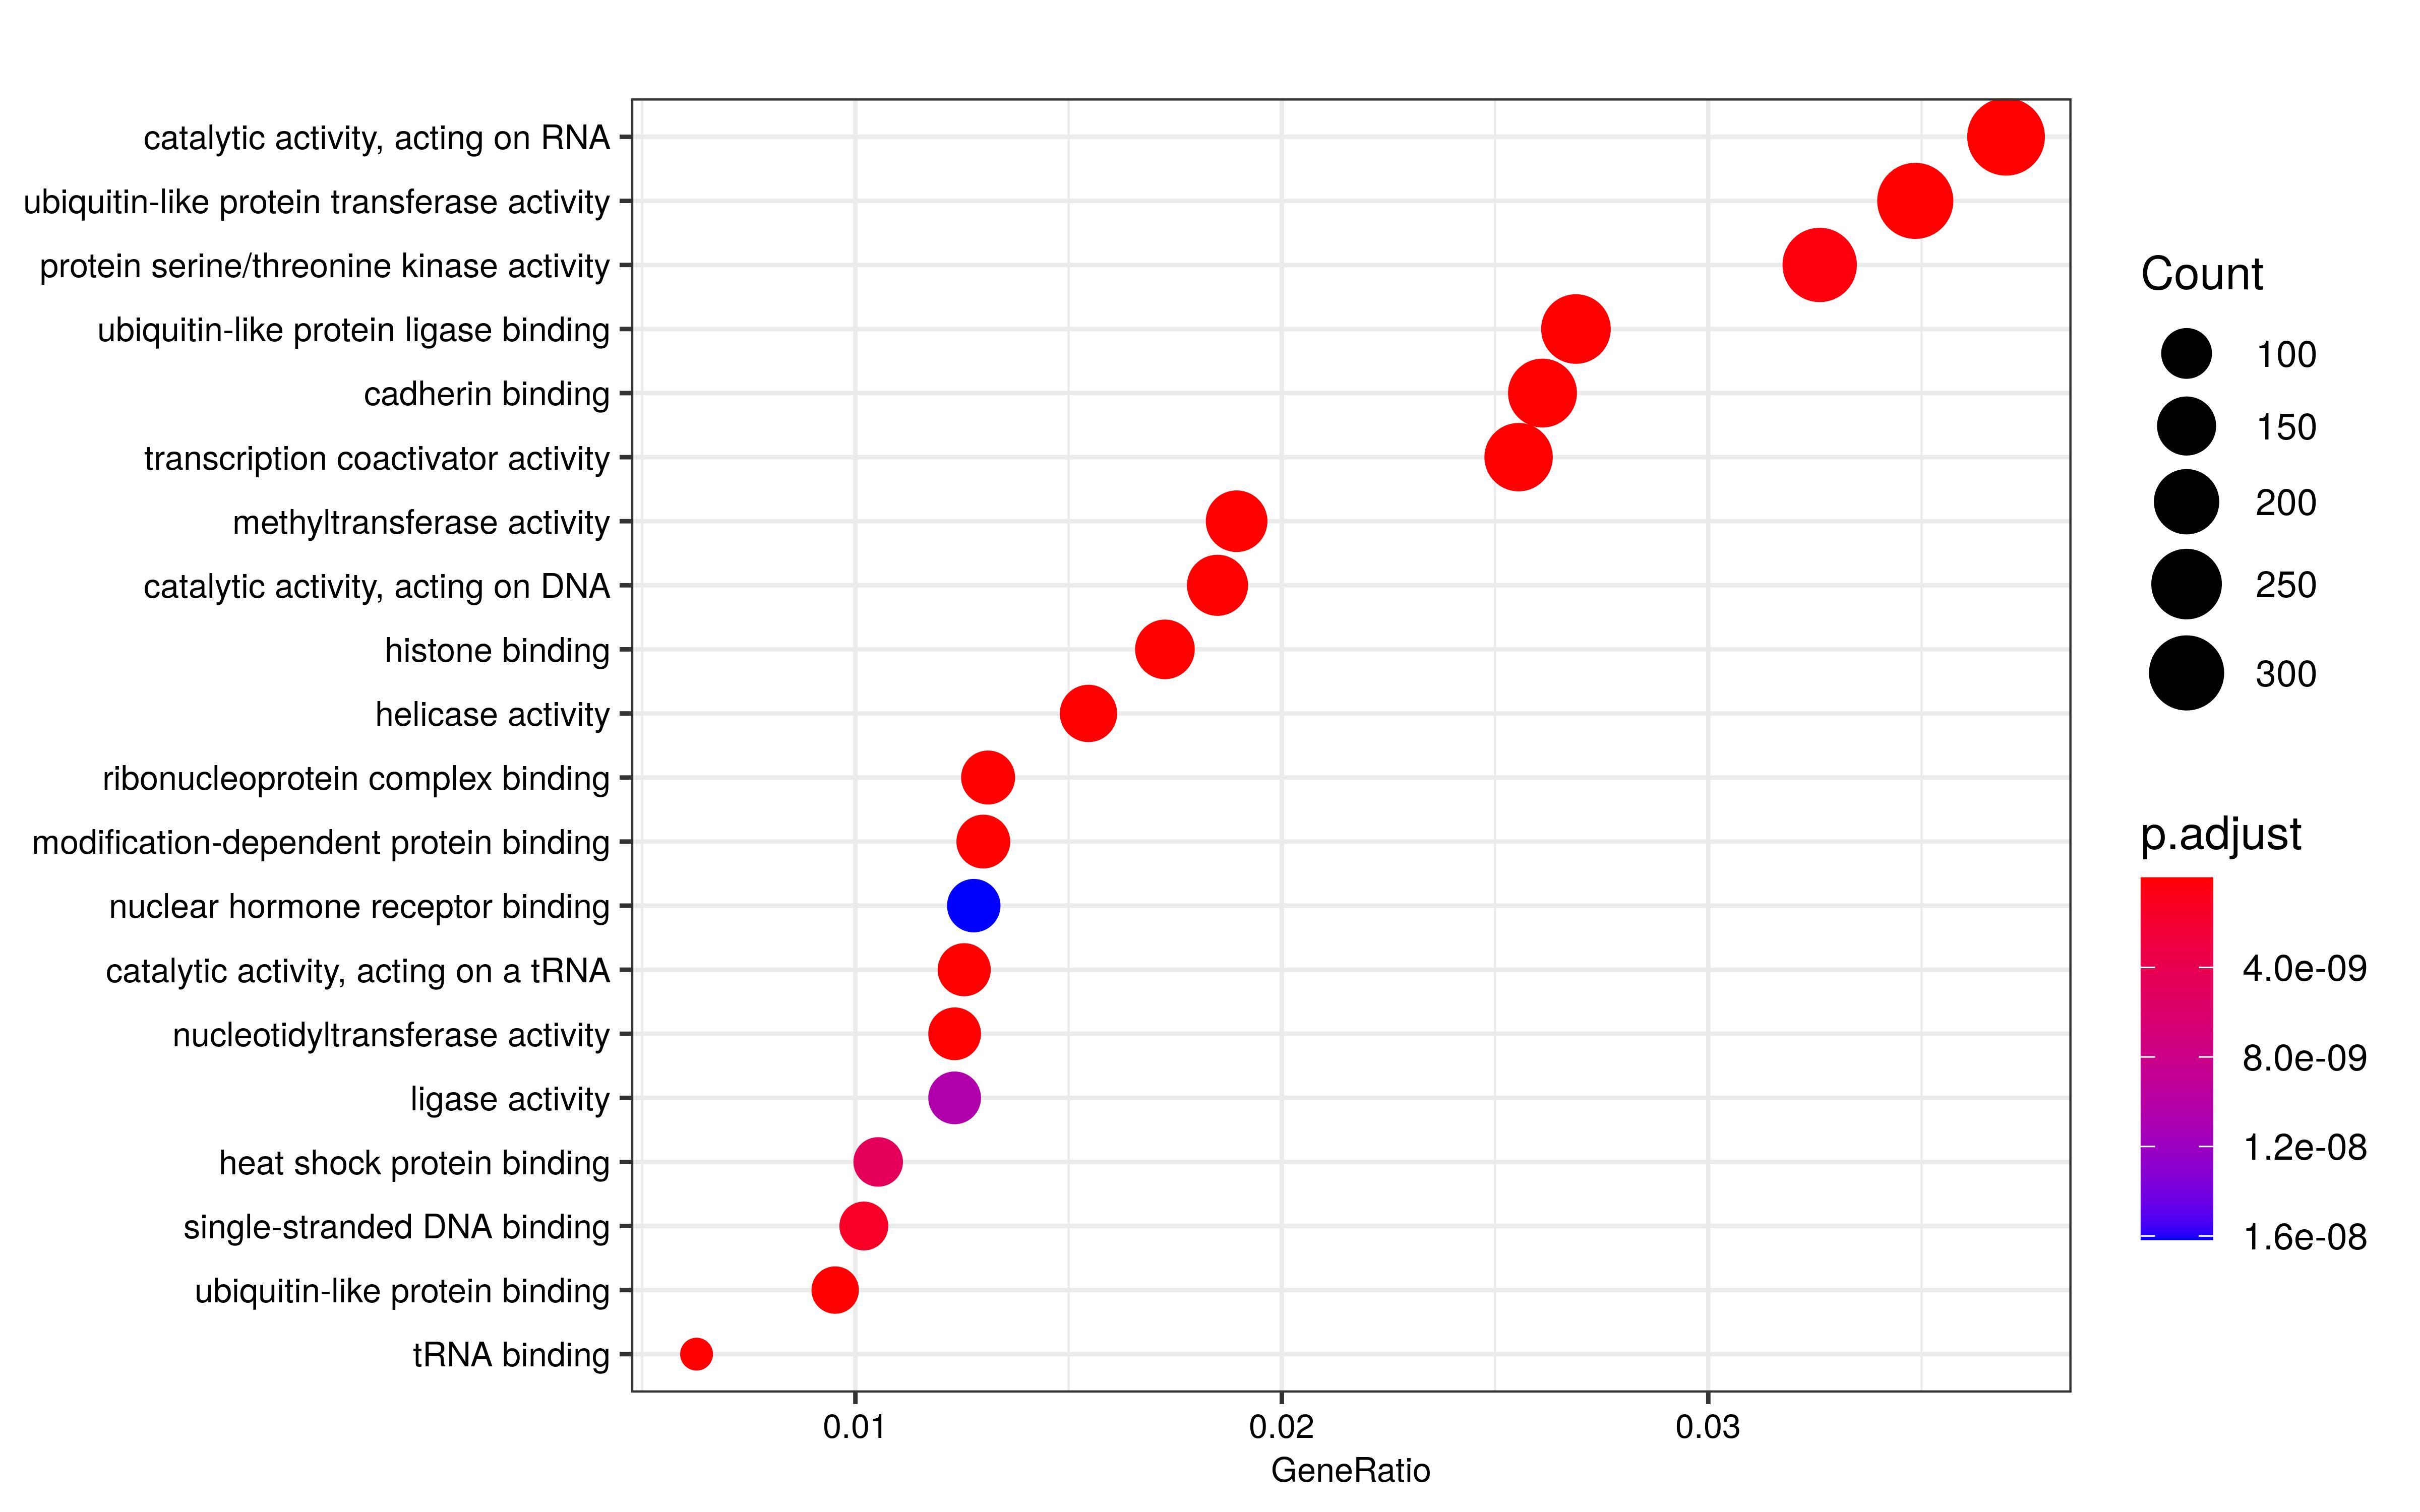 catalytic activity, acting on RNA
ubiquitin-like protein transferase activity
protein serine/threonine kinase activity
ubiquitin-like protein ligase binding
cadherin binding
transcription coactivator activity
methyltransferase activity
catalytic activity, acting on DNA
histone binding
helicase activity
ribonucleoprotein complex binding
modification-dependent protein binding
nuclear hormone receptor binding
catalytic activity, acting on a tRNA
nucleotidyltransferase activity
ligase activity
heat shock protein binding
single-stranded DNA binding
ubiquitin-like protein binding
tRNA binding
0.01 0.02 0.03
GeneRatio
Count
100
150
200
250
300
p.adjust
4.0e-09
8.0e-09
1.2e-08
1.6e-08